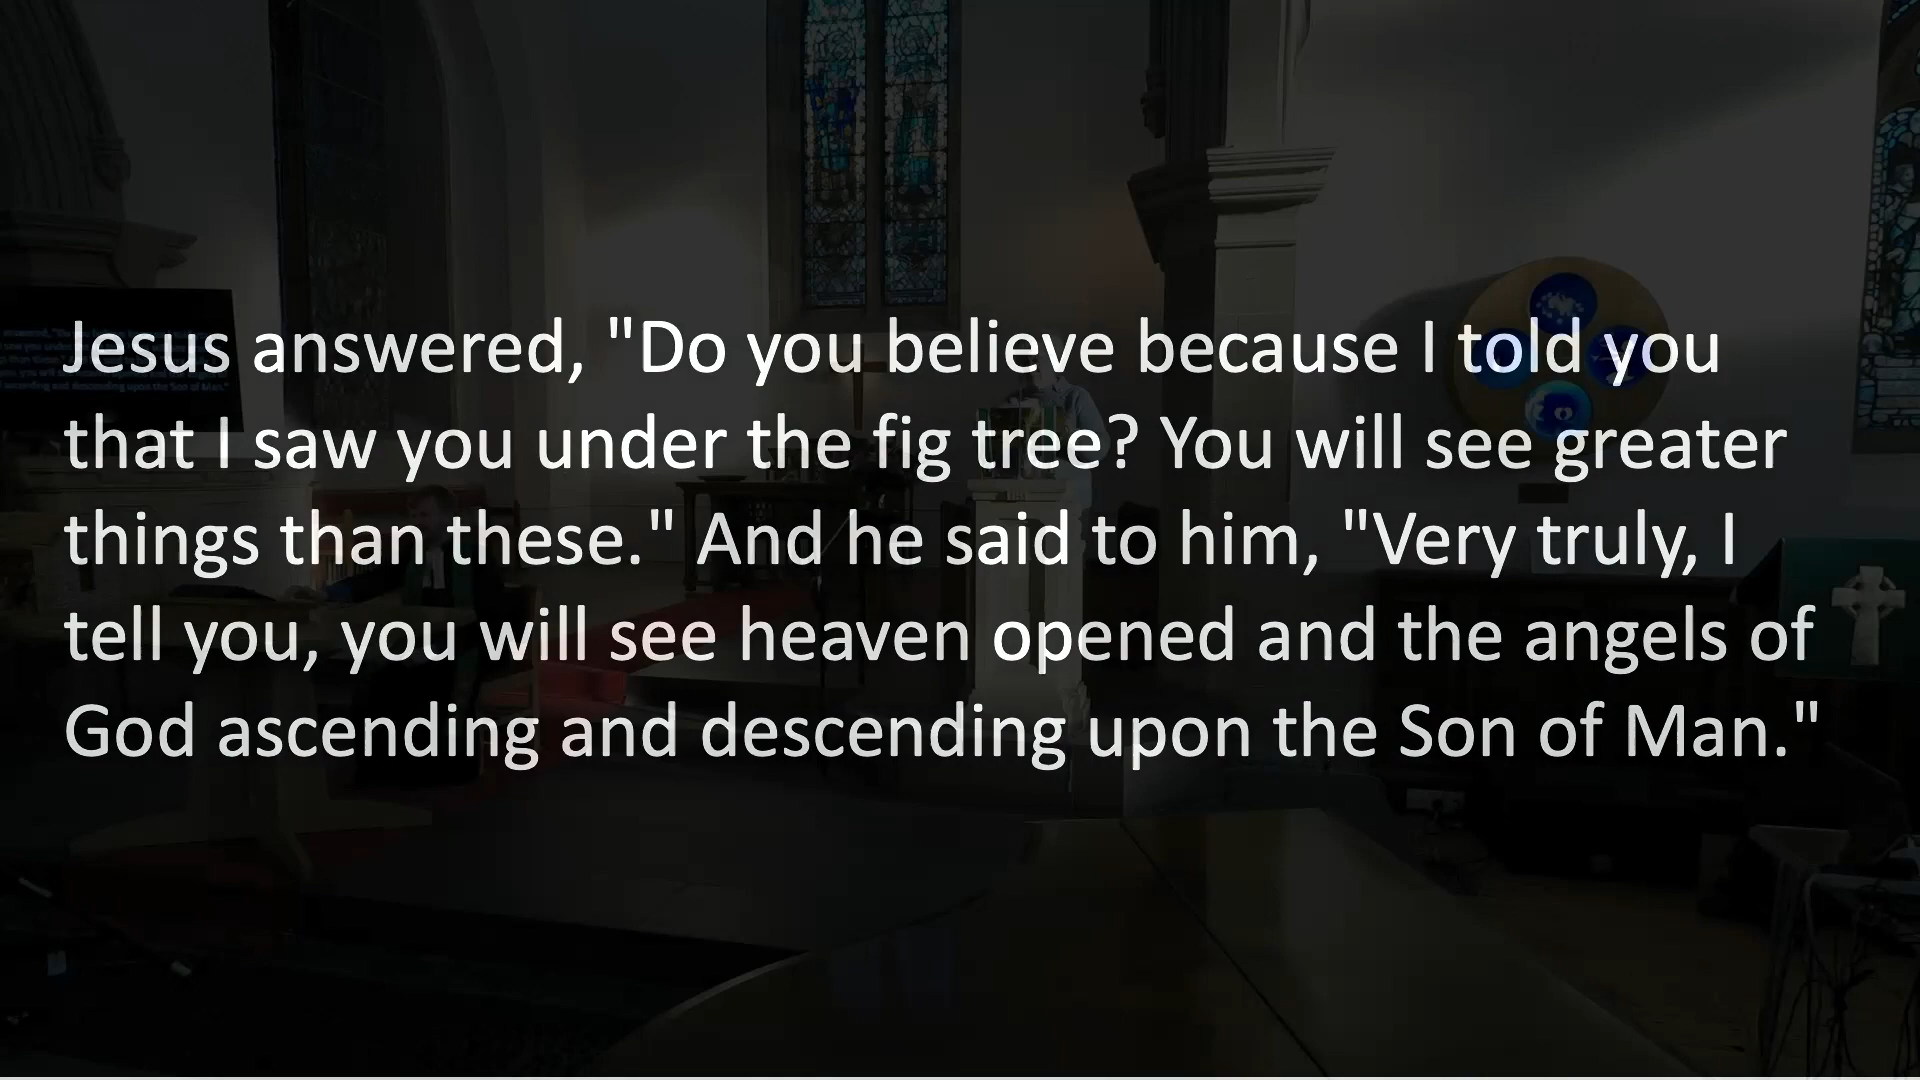 Jesus answered, "Do you believe because I told you
that I saw you under the fig tree? You will see greater
things than these." And he said to him, "Very truly, I
tell you, you will see heaven opened and the angels of
God ascending and descending upon the Son of Man."